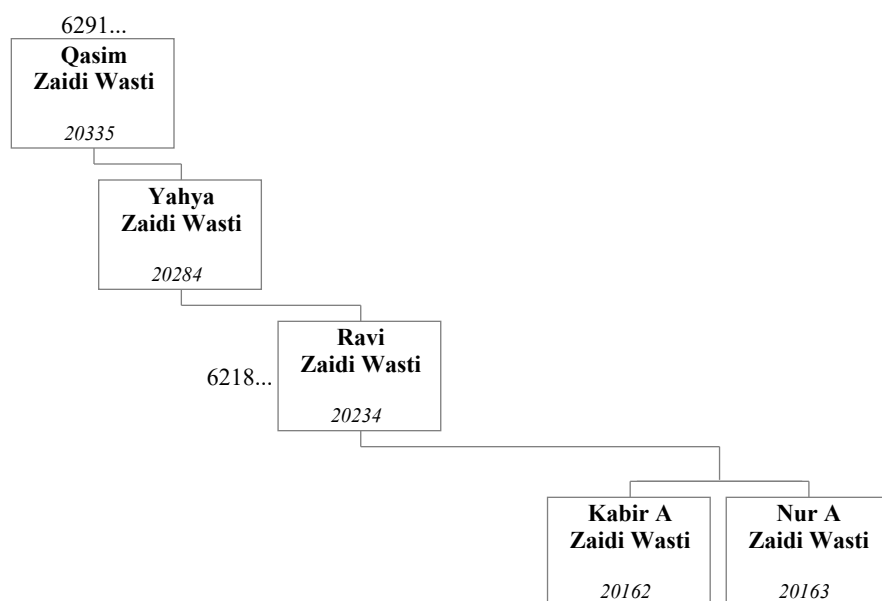 6291...
Qasim
Zaidi Wasti
20335
Yahya
Zaidi Wasti
20284
Ravi
Zaidi Wasti
6218...
20234
Kabir A
Zaidi Wasti
20162
Nur A
Zaidi Wasti
20163